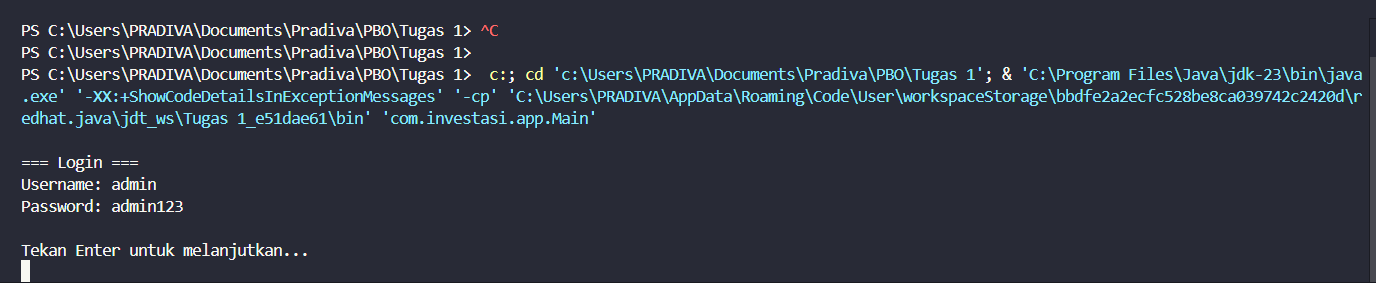 PS C:\Users\PRADIVA\Documents\Pradiva\PBO\Tugas 1> ^C
PS C:\Users\PRADIVA\Documents\Pradiva\PBO\Tugas 1>
PS C:\Users\PRADIVA\Documents\Pradiva\PBO\Tugas 1>  c:; cd 'c:\Users\PRADIVA\Documents\Pradiva\PBO\Tugas 1'; & 'C:\Program Files\Java\jdk-23\bin\java
.exe' '-XX:+ShowCodeDetailsInExceptionMessages' '-cp' 'C:\Users\PRADIVA\AppData\Roaming\Code\User\workspaceStorage\bbdfe2a2ecfc528be8ca039742c2420d\r
edhat.java\jdt_ws\Tugas 1_e51dae61\bin' 'com.investasi.app.Main'
=== Login ===
Username: admin
Password: admin123
Tekan Enter untuk melanjutkan...